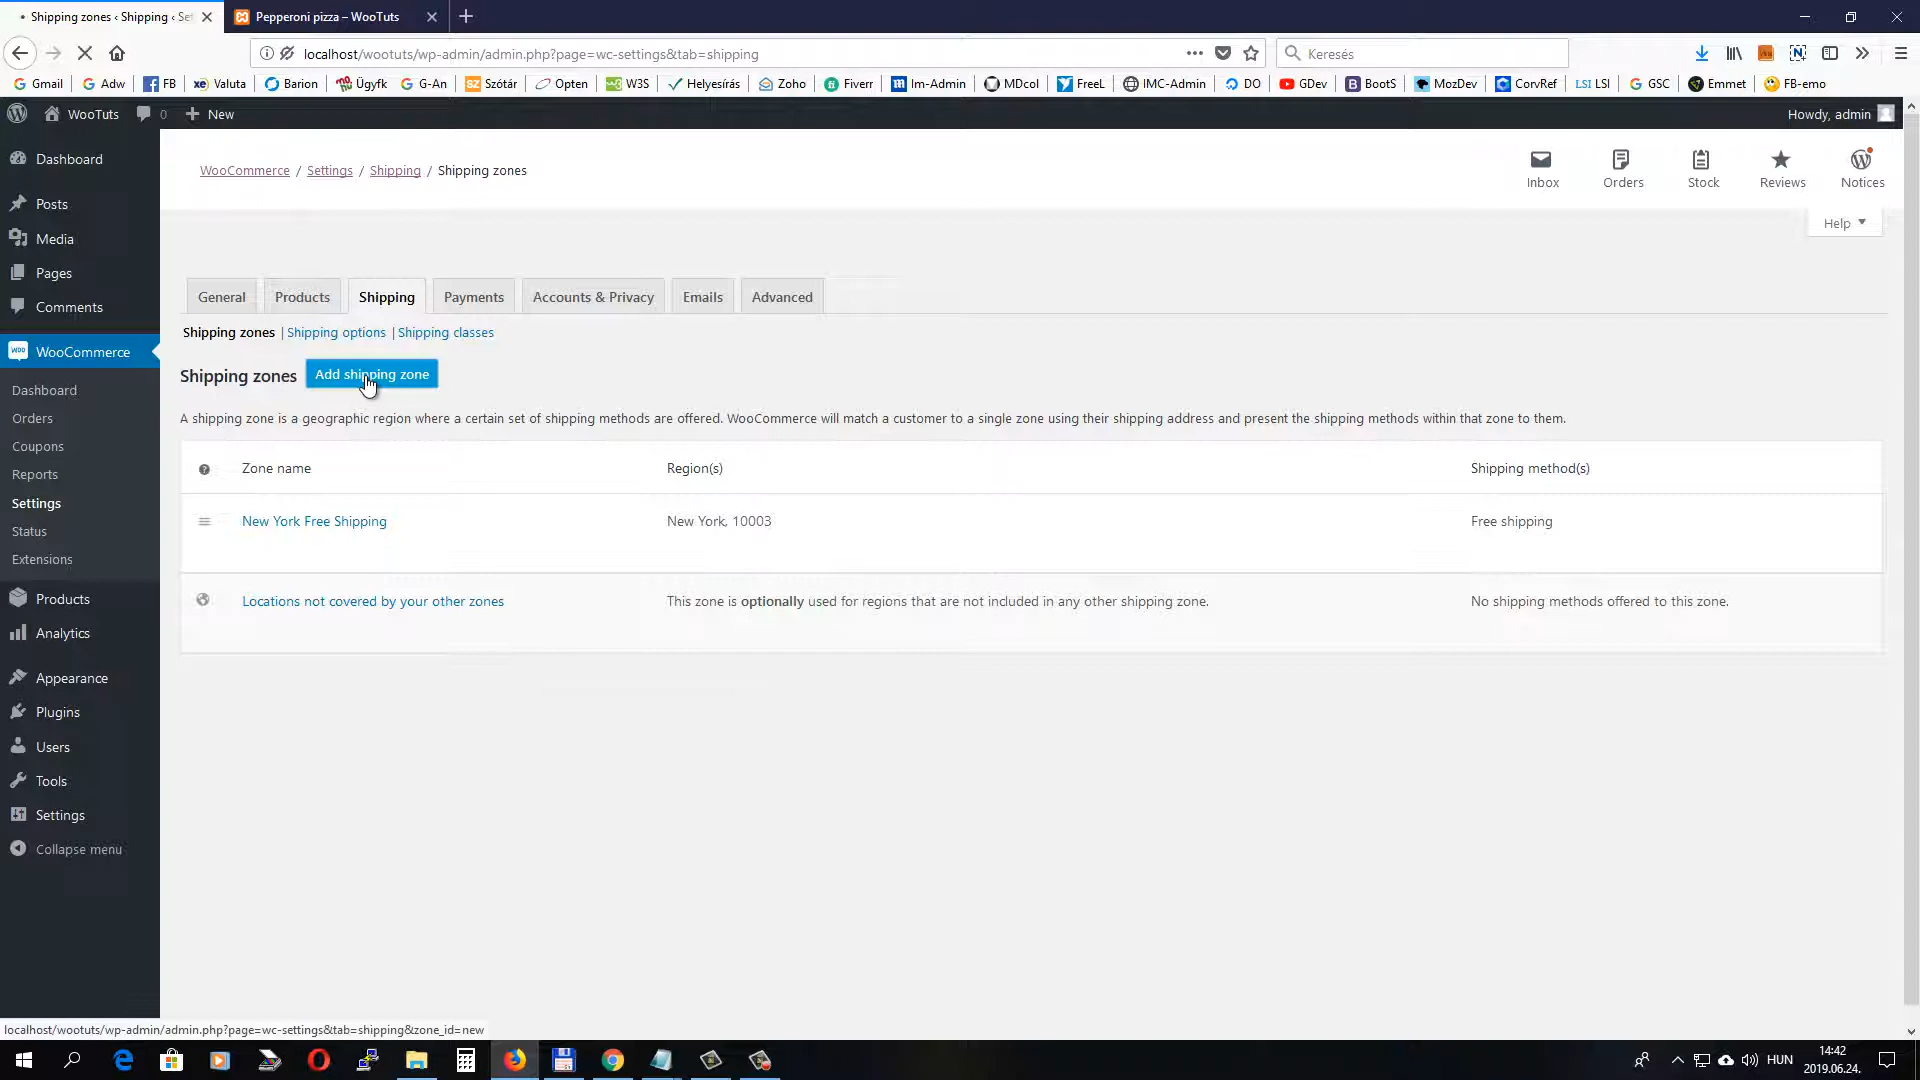 Shipping zones ‹ Shipping ‹ Set
Pepperoni pizza – WooTuts
localhost/wootuts/wp-admin/admin.php?page=wc-settings&tab=shipping
Keresés
Gmail Adw FB Valuta Barion Ügyfk G-An Szótár Opten W3S Helyesírás Zoho Fiverr Im-Admin MDcol FreeL IMC-Admin DO GDev BootS MozDev CorvRef LSI LSI GSC Emmet FB-emo
WooTuts 0 New Howdy, admin
Dashboard
Posts
Media
Pages
Comments
WooCommerce
Dashboard
Orders
Coupons
Reports
Settings
Status
Extensions
Products
Analytics
Appearance
Plugins
Users
Tools
Settings
Collapse menu
WooCommerce / Settings / Shipping / Shipping zones
Inbox Orders Stock Reviews Notices
Help
General Products Shipping Payments Accounts & Privacy Emails Advanced
Shipping zones | Shipping options | Shipping classes
Shipping zones Add shipping zone
A shipping zone is a geographic region where a certain set of shipping methods are offered. WooCommerce will match a customer to a single zone using their shipping address and present the shipping methods within that zone to them.
Zone name Region(s) Shipping method(s)
New York Free Shipping New York, 10003 Free shipping
Locations not covered by your other zones This zone is optionally used for regions that are not included in any other shipping zone. No shipping methods offered to this zone.
localhost/wootuts/wp-admin/admin.php?page=wc-settings&tab=shipping&zone_id=new
HUN
14:42
2019.06.24.